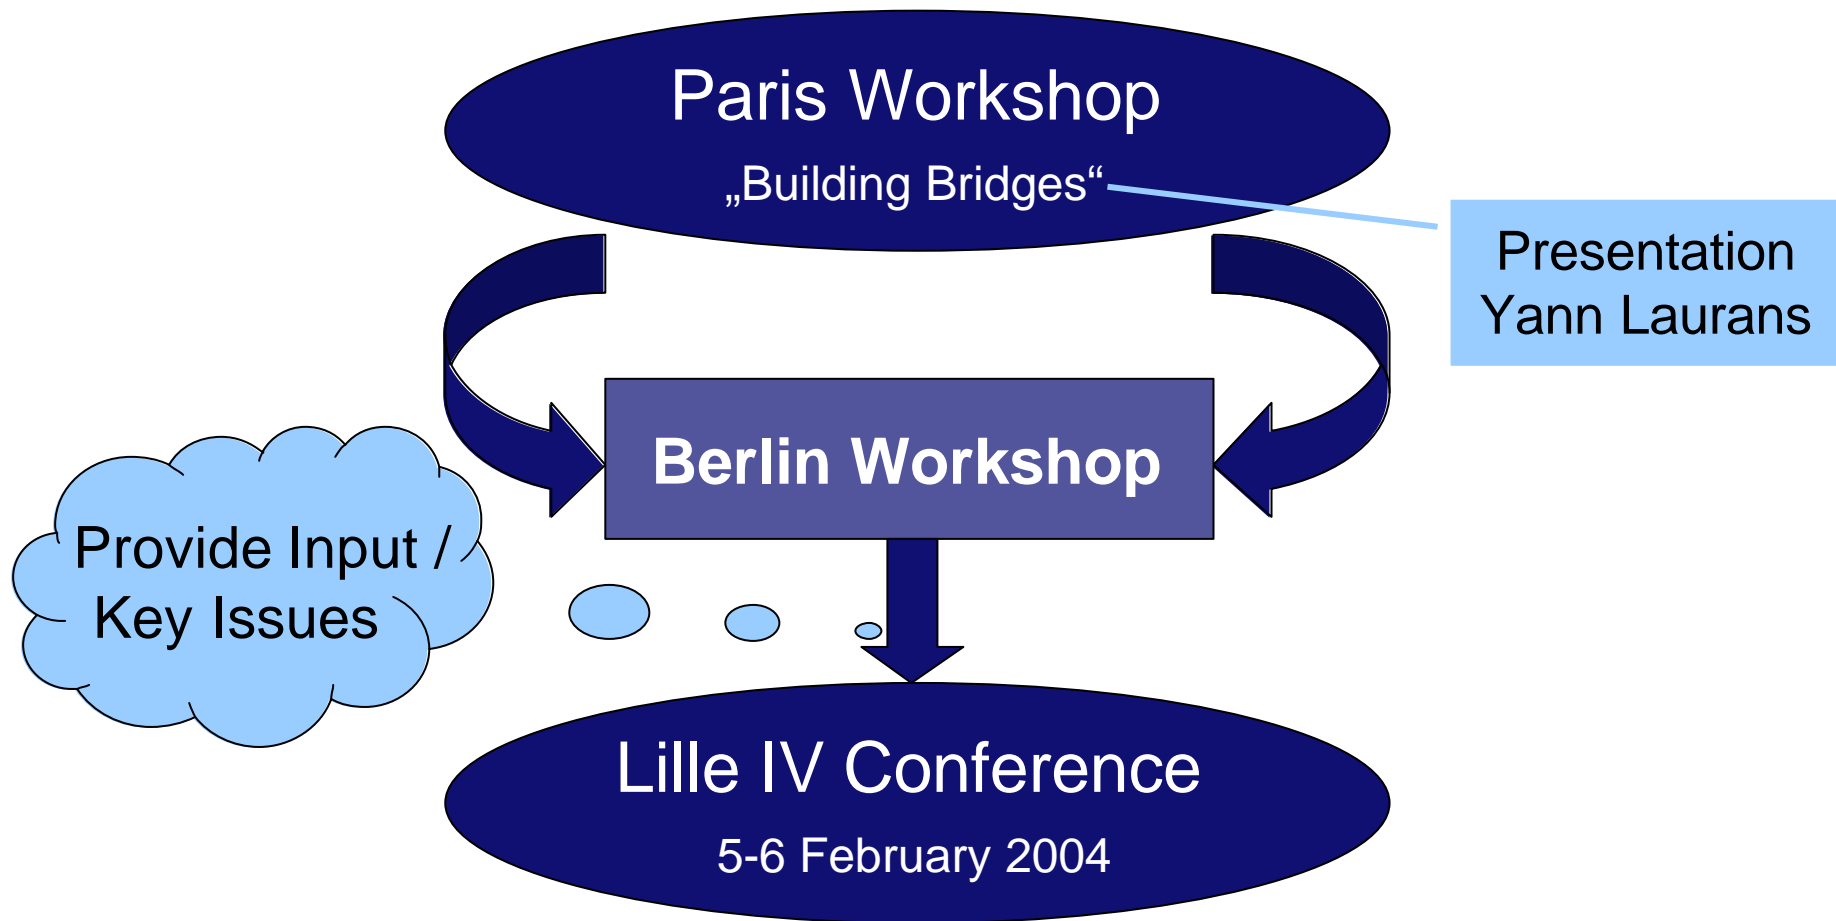 Paris Workshop
„Building Bridges“
Presentation
Yann Laurans
Berlin Workshop
Provide Input /
Key Issues
Lille IV Conference
5-6 February 2004